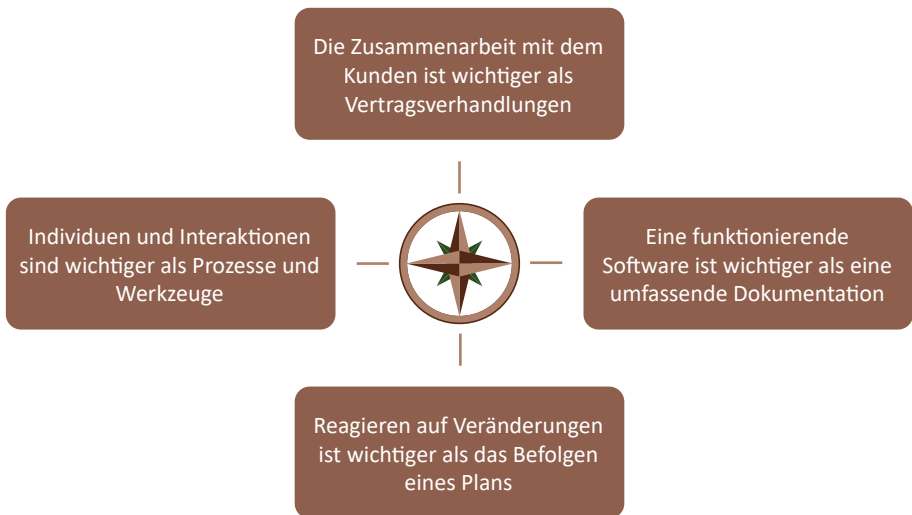 Die Zusammenarbeit mit dem
Kunden ist wichtiger als
Vertragsverhandlungen
Individuen und Interaktionen
sind wichtiger als Prozesse und
Werkzeuge
Eine funktionierende
Software ist wichtiger als eine
umfassende Dokumentation
Reagieren auf Veränderungen
ist wichtiger als das Befolgen
eines Plans